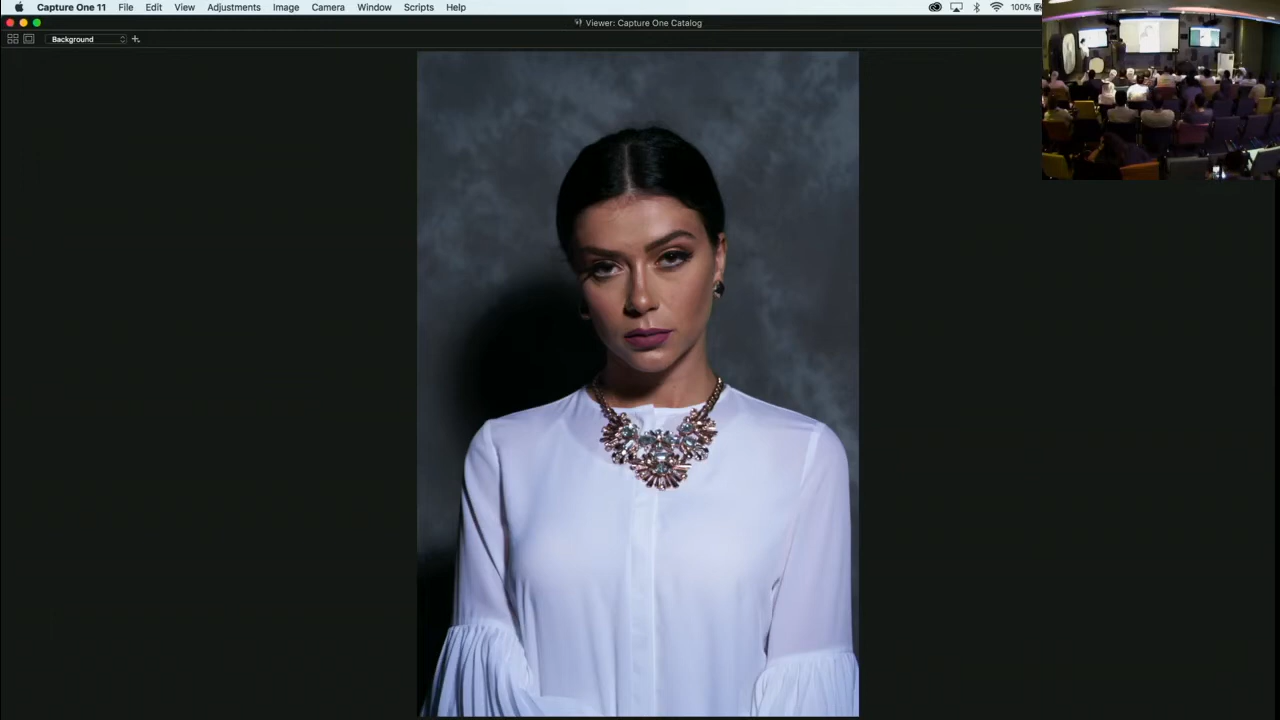 Capture One 11 File Edit View Adjustments Image Camera Window Scripts Help 100%
Viewer: Capture One Catalog
Background